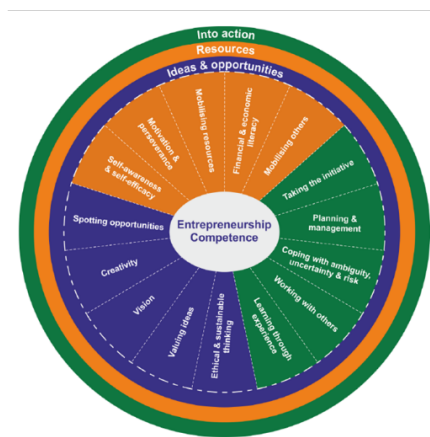 Into action
Resources
Ideas & opportunities
Self-awareness
& self-efficacy
Motivation &
perseverance
Mobilising resources
Financial & economic
literacy
Mobilising others
Taking the initiative
Planning &
management
Coping with ambiguity,
uncertainty & risk
Working with others
Learning through
experience
Ethical & sustainable
thinking
Valuing ideas
Vision
Creativity
Spotting opportunities
Entrepreneurship
Competence